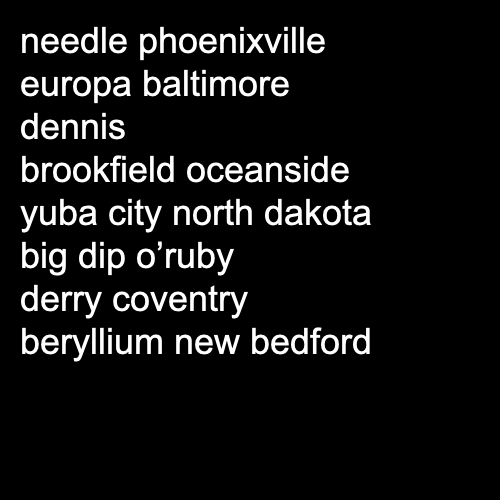 needle phoenixville
europa baltimore
dennis
brookfield oceanside
yuba city north dakota
big dip o’ruby
derry coventry
beryllium new bedford